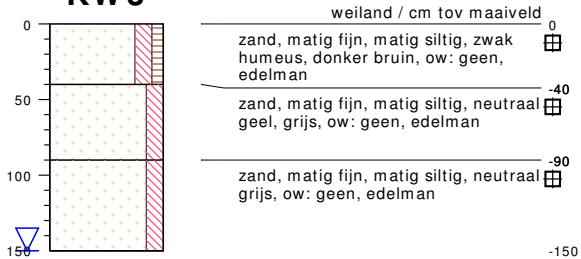 weiland / cm tov maaiveld
0
0
zand, matig fijn, matig siltig, zwak
humeus, donker bruin, ow: geen,
edelman
-40
50
zand, matig fijn, matig siltig, neutraal
geel, grijs, ow: geen, edelman
-90
100
zand, matig fijn, matig siltig, neutraal
grijs, ow: geen, edelman
150
-150